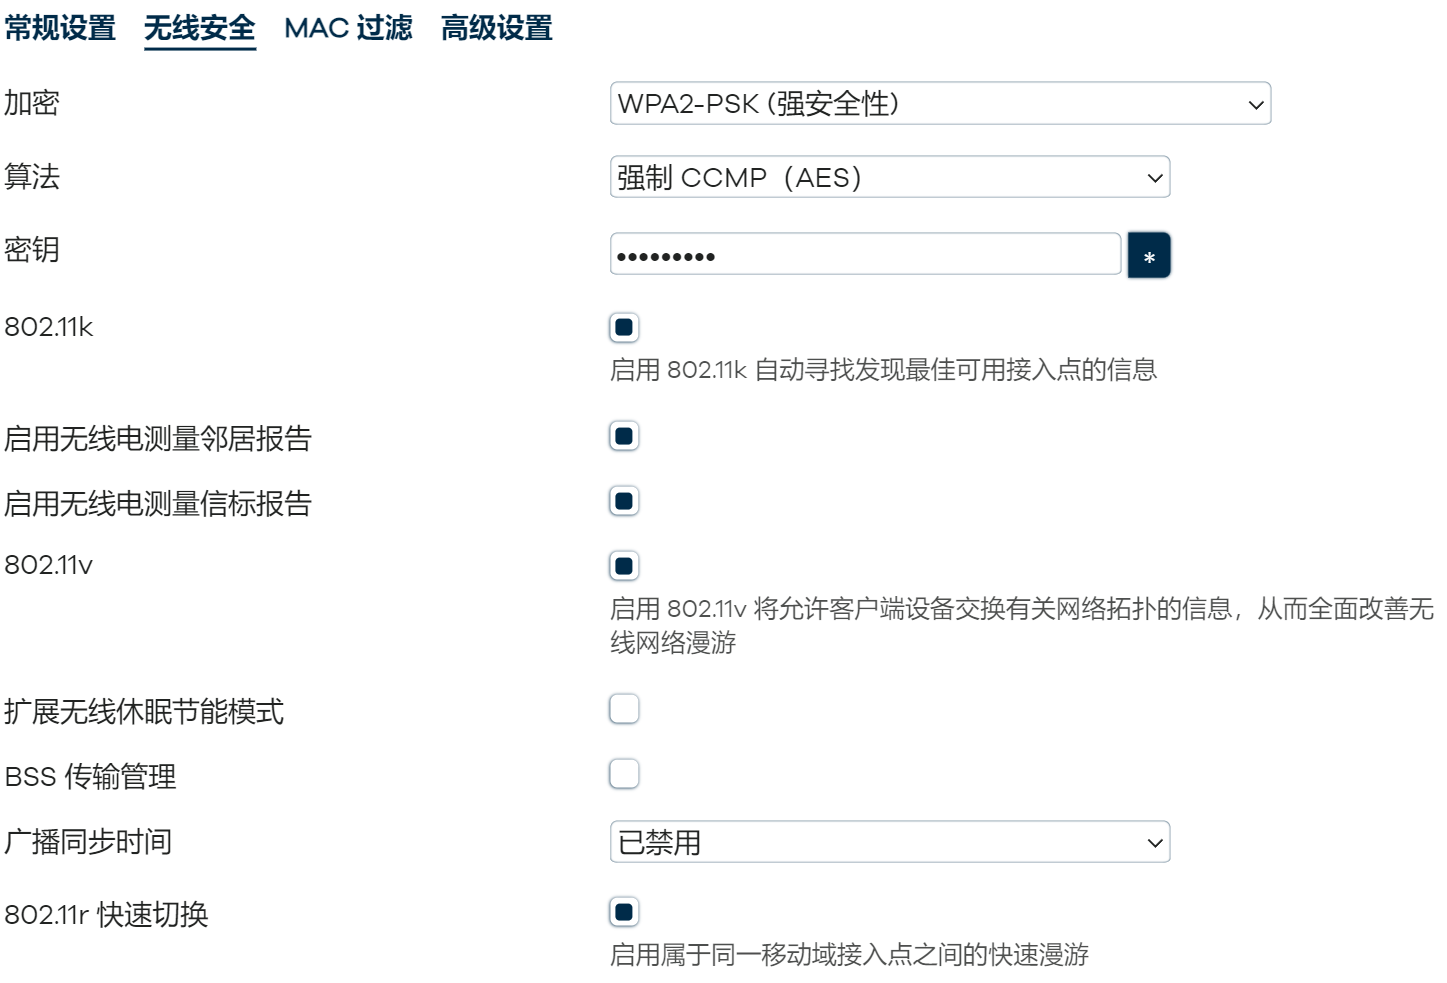 常规设置 无线安全 MAC 过滤 高级设置
加密 WPA2-PSK (强安全性)
算法 强制 CCMP（AES）
密钥 ••••••••• *
802.11k
启用 802.11k 自动寻找发现最佳可用接入点的信息
启用无线电测量邻居报告
启用无线电测量信标报告
802.11v
启用 802.11v 将允许客户端设备交换有关网络拓扑的信息，从而全面改善无
线网络漫游
扩展无线休眠节能模式
BSS 传输管理
广播同步时间 已禁用
802.11r 快速切换
启用属于同一移动域接入点之间的快速漫游